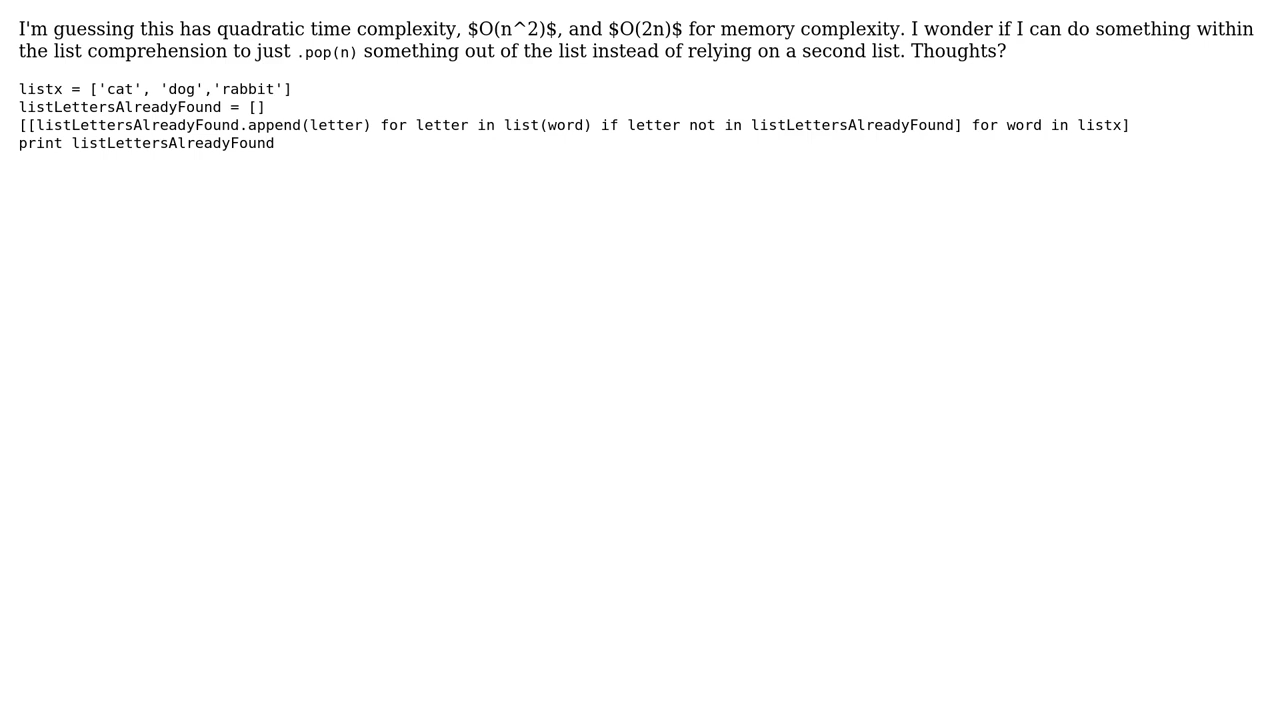 I'm guessing this has quadratic time complexity, $O(n^2)$, and $O(2n)$ for memory complexity. I wonder if I can do something within
the list comprehension to just .pop(n) something out of the list instead of relying on a second list. Thoughts?
listx = ['cat', 'dog','rabbit']
listLettersAlreadyFound = []
[[listLettersAlreadyFound.append(letter) for letter in list(word) if letter not in listLettersAlreadyFound] for word in listx]
print listLettersAlreadyFound